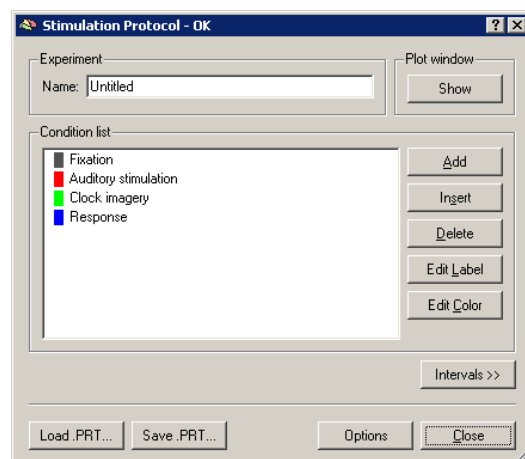 Stimulation Protocol - OK
Experiment
Name: Untitled
Plot window
Show
Condition list
Fixation
Auditory stimulation
Clock imagery
Response
Add
Insert
Delete
Edit Label
Edit Color
Intervals >>
Load .PRT...
Save .PRT...
Options
Close